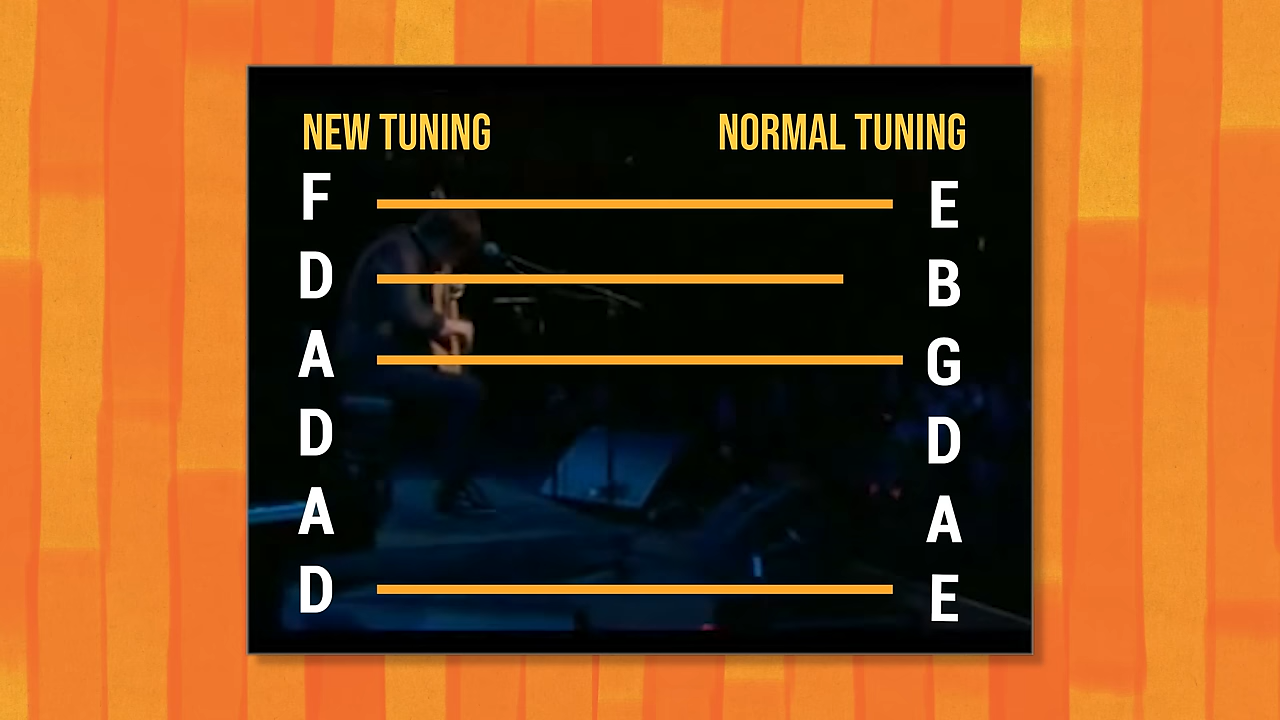 NEW TUNING NORMAL TUNING
F E
D B
A G
D D
A A
D E